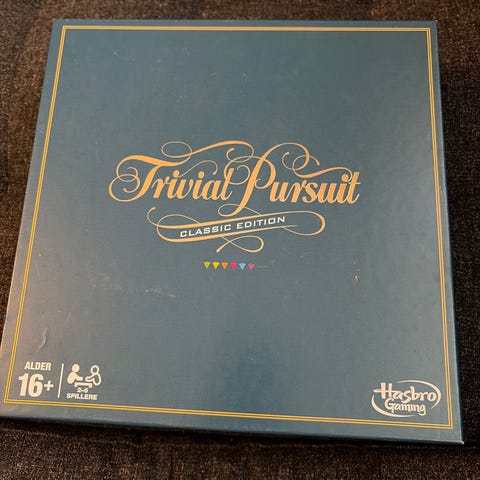 Trivial Pursuit
CLASSIC EDITION
ALDER
16+
2-6
SPILLERE
Hasbro
Gaming